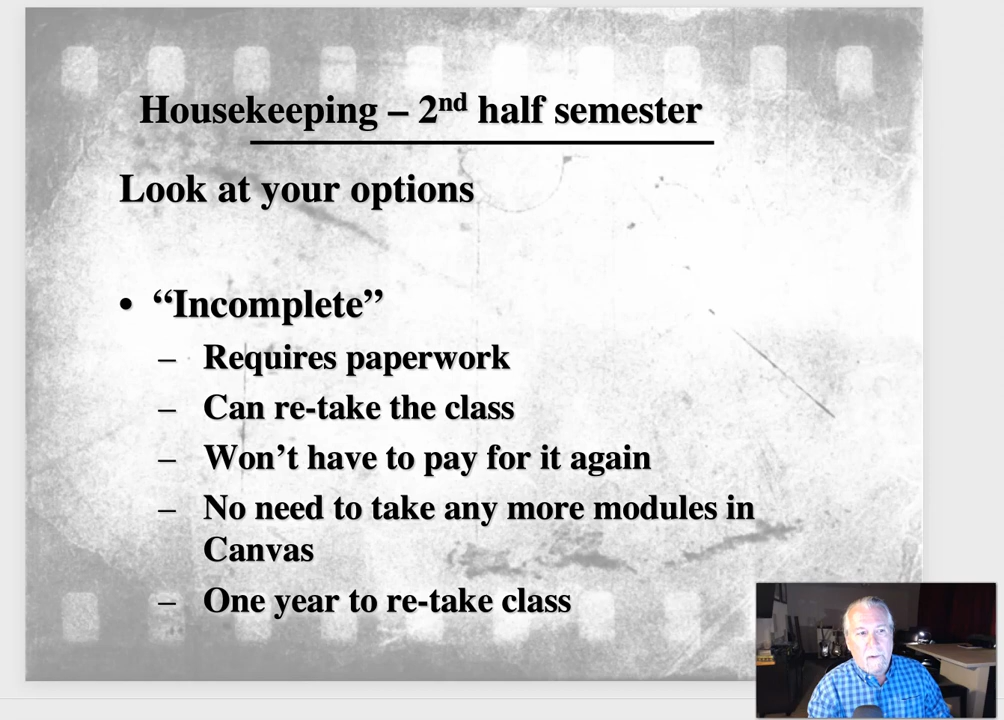 Housekeeping – 2nd half semester
Look at your options
• “Incomplete”
– Requires paperwork
– Can re-take the class
– Won’t have to pay for it again
– No need to take any more modules in
Canvas
– One year to re-take class